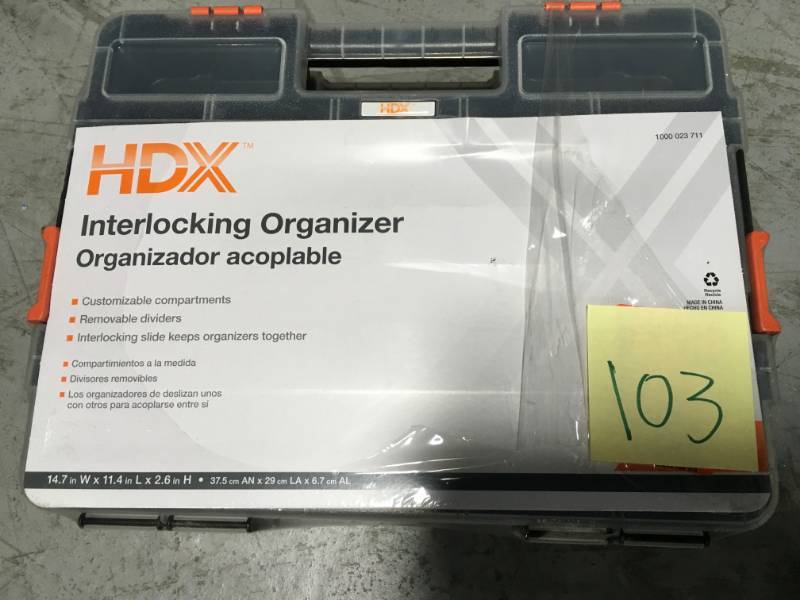 HDX
1000 023 711
HDX™
Interlocking Organizer
Organizador acoplable
Customizable compartments
Removable dividers
Interlocking slide keeps organizers together
Compartimientos a la medida
Divisores removibles
Los organizadores de deslizan unos
con otros para acoplarse entre sí
Recycle
Recicle
MADE IN CHINA
HECHO EN CHINA
103
14.7 in W x 11.4 in L x 2.6 in H • 37.5 cm AN x 29 cm LA x 6.7 cm AL